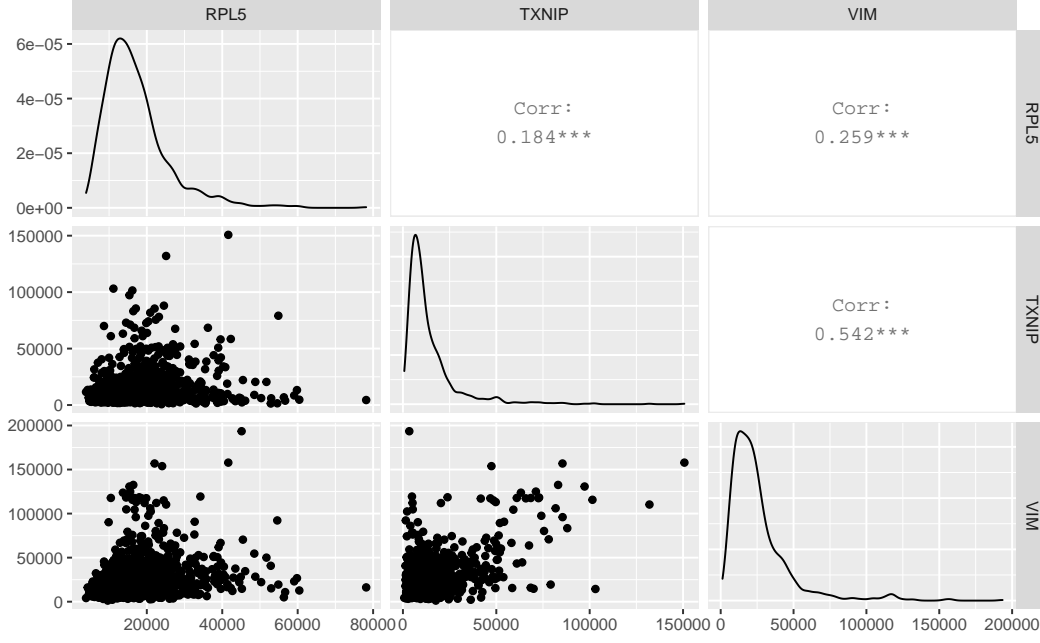 RPL5 TXNIP VIM
6e−05
4e−05
2e−05
0e+00
Corr:
0.184***
Corr:
0.259***
RPL5
150000
100000
50000
0
Corr:
0.542***
TXNIP
200000
150000
100000
50000
0
VIM
20000 40000 60000 80000 0 50000 100000 150000 0 50000 100000 150000 200000